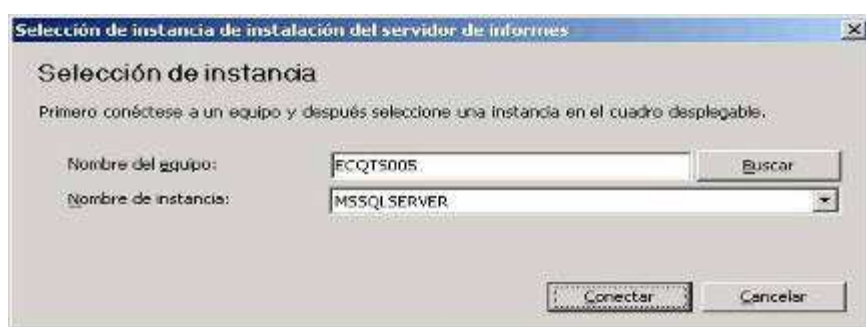 Selección de instancia de instalación del servidor de informes
Selección de instancia
Primero conéctese a un equipo y después seleccione una instancia en el cuadro desplegable.
Nombre del equipo: ECQTS005 Buscar
Nombre de instancia: MSSQLSERVER
Conectar Cancelar